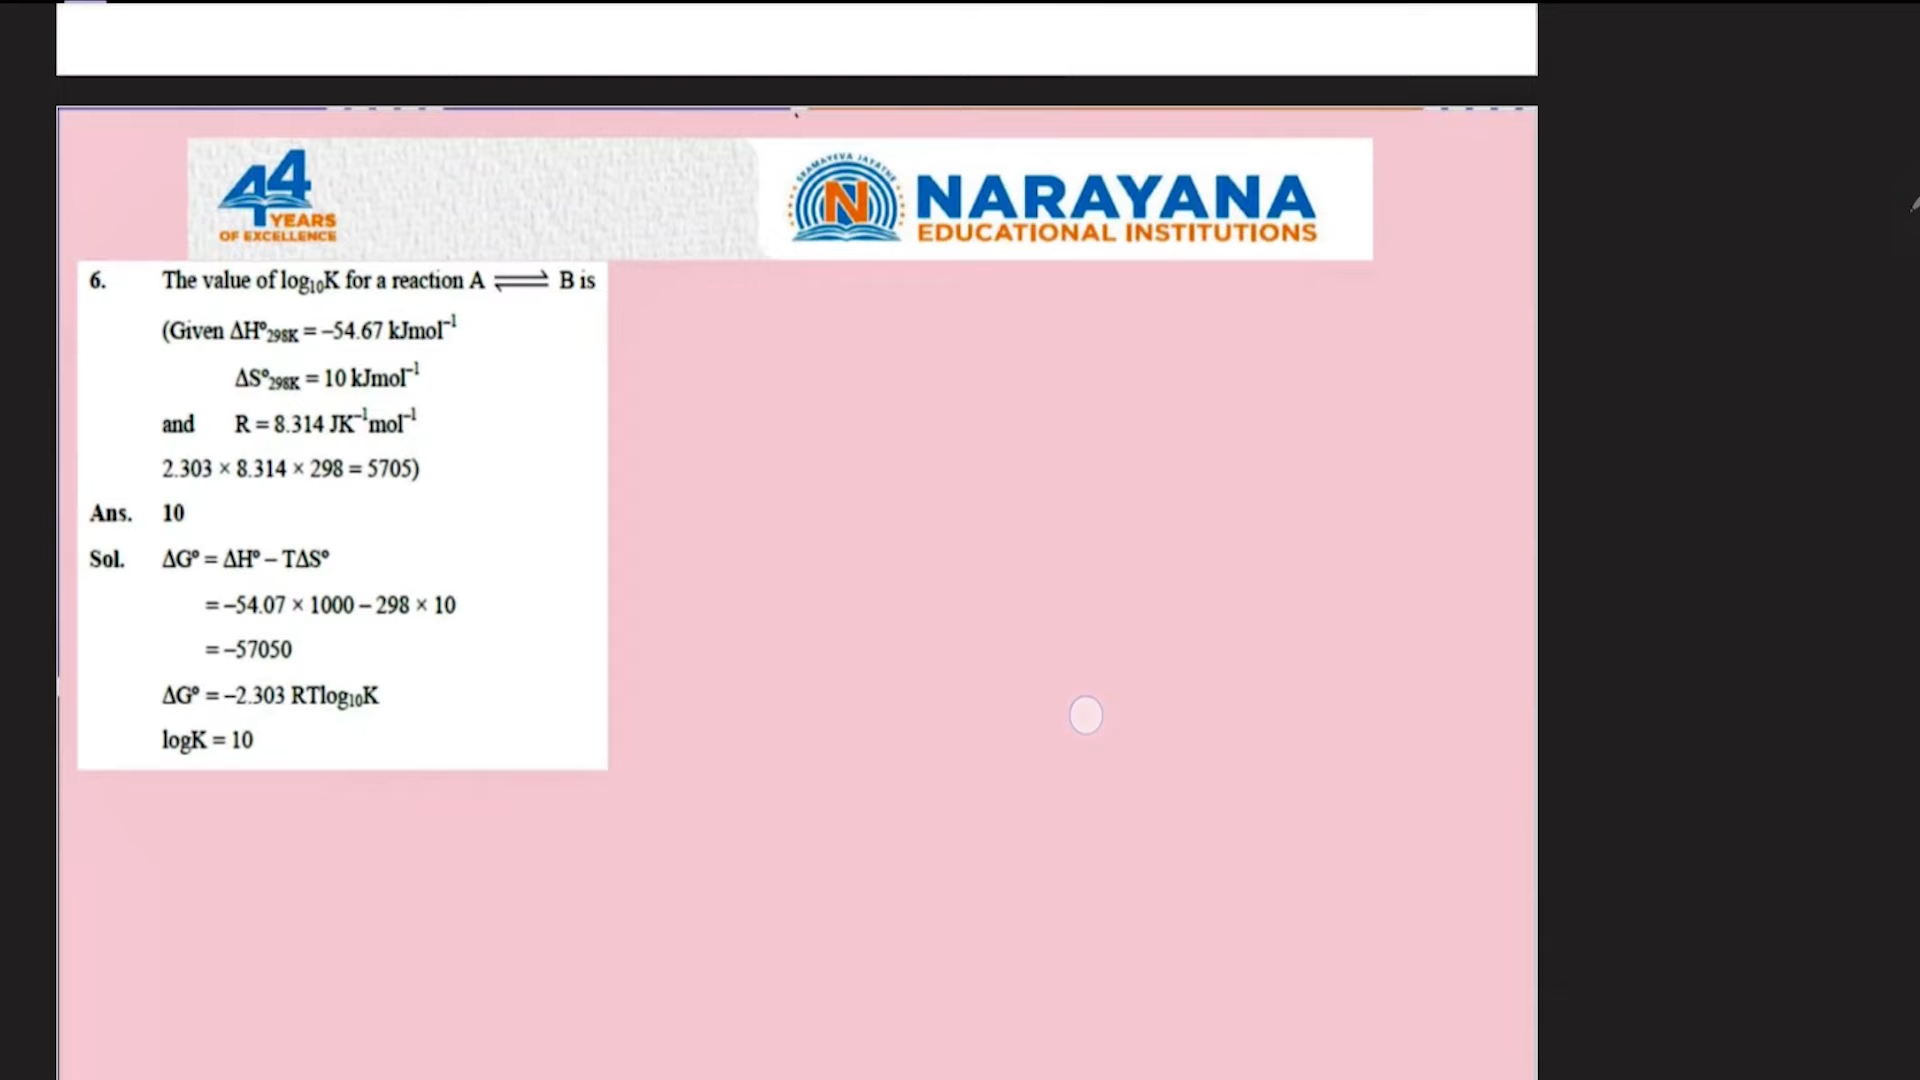 44
YEARS
OF EXCELLENCE
SRAMAYEVA JAYATHE
N
NARAYANA
EDUCATIONAL INSTITUTIONS
6. The value of log₁₀K for a reaction A ⇌ B is
(Given ΔH°₂₉₈K = –54.67 kJmol⁻¹
ΔS°₂₉₈K = 10 kJmol⁻¹
and R = 8.314 JK⁻¹mol⁻¹
2.303 × 8.314 × 298 = 5705)
Ans. 10
Sol. ΔG° = ΔH° – TΔS°
= –54.07 × 1000 – 298 × 10
= –57050
ΔG° = –2.303 RTlog₁₀K
logK = 10